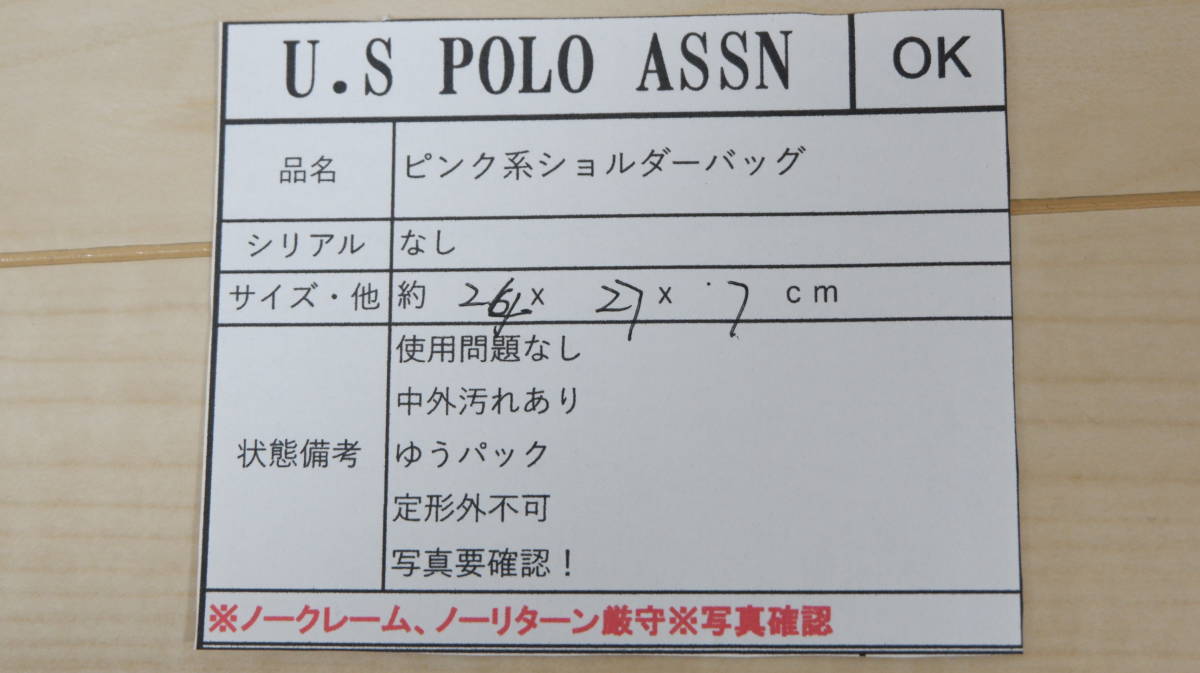 U.S POLO ASSN OK
品名 ピンク系ショルダーバッグ
シリアル なし
サイズ・他 約 26 x 27 x 7 cm
使用問題なし
中外汚れあり
状態備考 ゆうパック
定形外不可
写真要確認！
※ノークレーム、ノーリターン厳守※写真確認